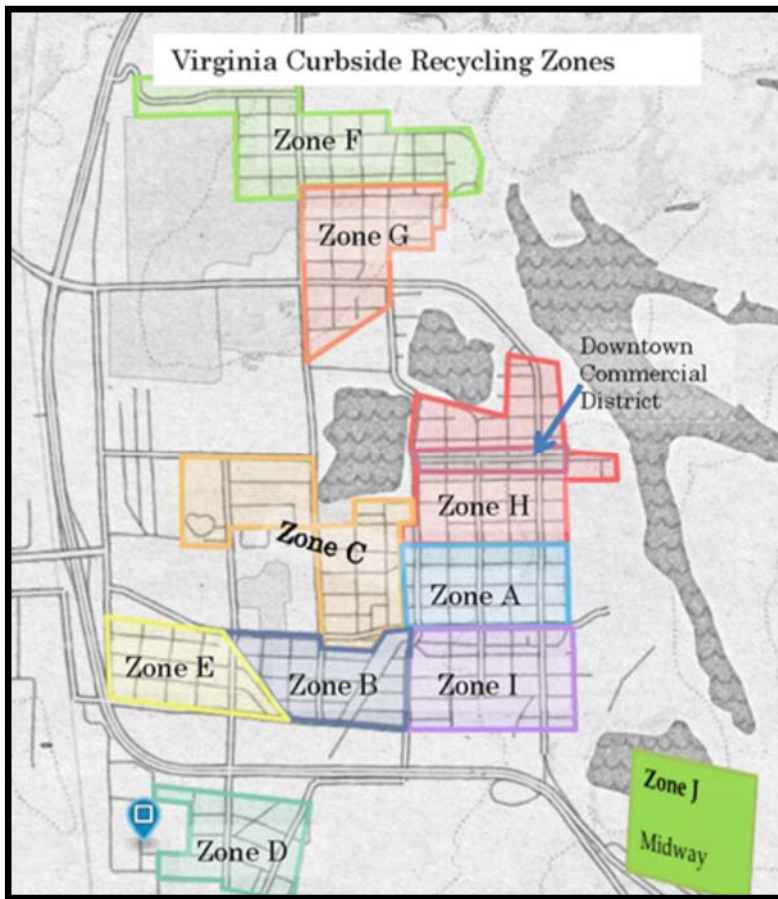 Virginia Curbside Recycling Zones
Zone F
Zone G
Downtown
Commercial
District
Zone H
Zone C
Zone A
Zone E
Zone B
Zone I
Zone J
Midway
Zone D